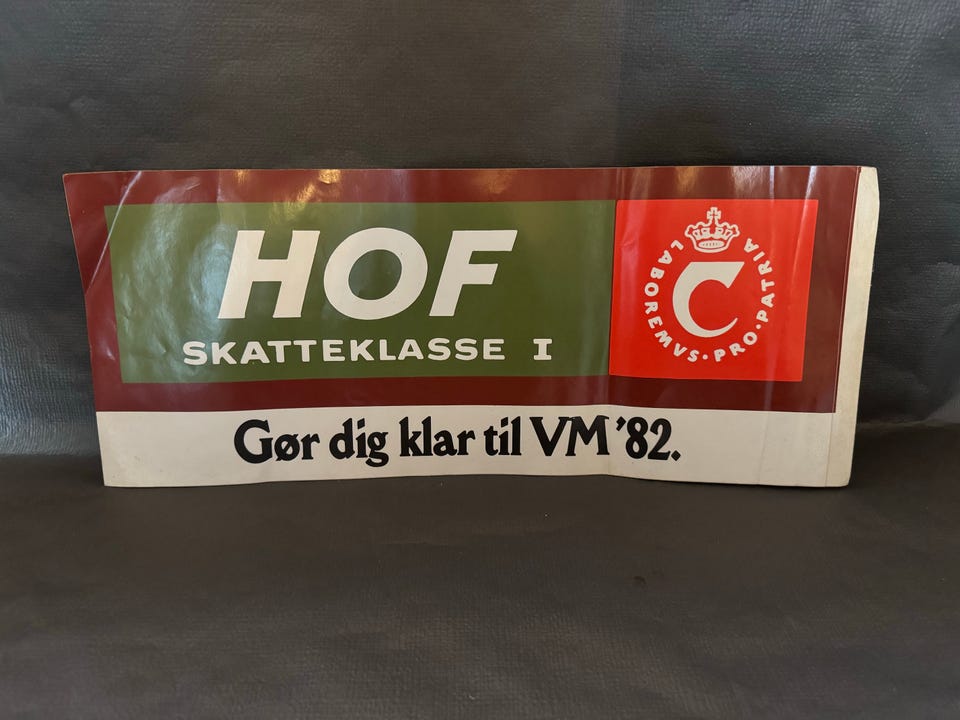 HOF
SKATTEKLASSE I
C
LABOREMVS·PRO·PATRIA
Gør dig klar til VM '82.